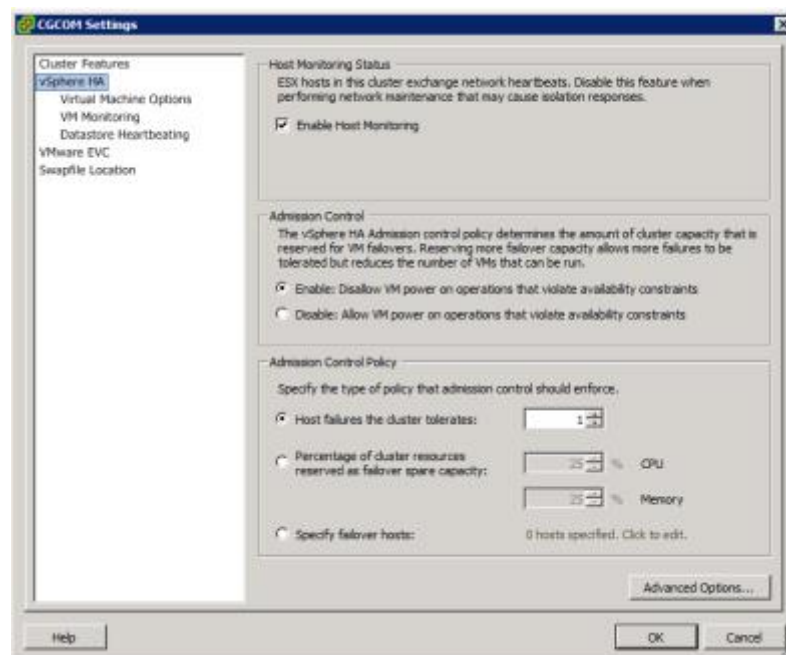 CGCOM Settings
Cluster Features
vSphere HA
Virtual Machine Options
VM Monitoring
Datastore Heartbeating
VMware EVC
Swapfile Location
Host Monitoring Status
ESX hosts in this cluster exchange network heartbeats. Disable this feature when
performing network maintenance that may cause isolation responses.
Enable Host Monitoring
Admission Control
The vSphere HA Admission control policy determines the amount of cluster capacity that is
reserved for VM failovers. Reserving more failover capacity allows more failures to be
tolerated but reduces the number of VMs that can be run.
Enable: Disallow VM power on operations that violate availability constraints
Disable: Allow VM power on operations that violate availability constraints
Admission Control Policy
Specify the type of policy that admission control should enforce.
Host failures the cluster tolerates: 1
Percentage of cluster resources
reserved as failover spare capacity: 25 % CPU
25 % Memory
Specify failover hosts: 0 hosts specified. Click to edit.
Advanced Options...
Help OK Cancel